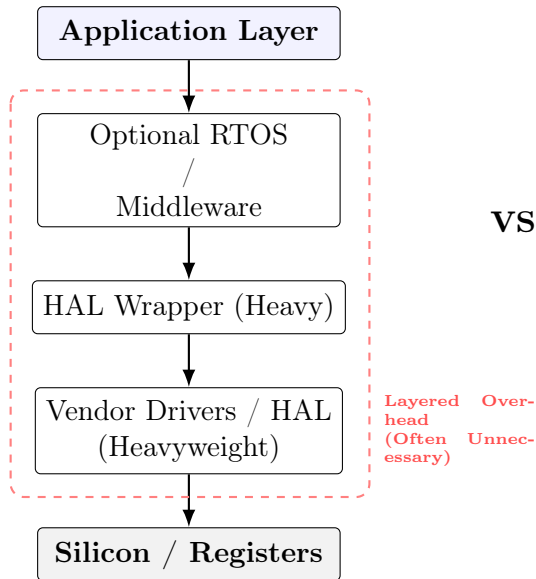 Application Layer
Optional RTOS
/
Middleware
vs
HAL Wrapper (Heavy)
Vendor Drivers / HAL
(Heavyweight)
Layered Over-
head
(Often Unnec-
essary)
Silicon / Registers